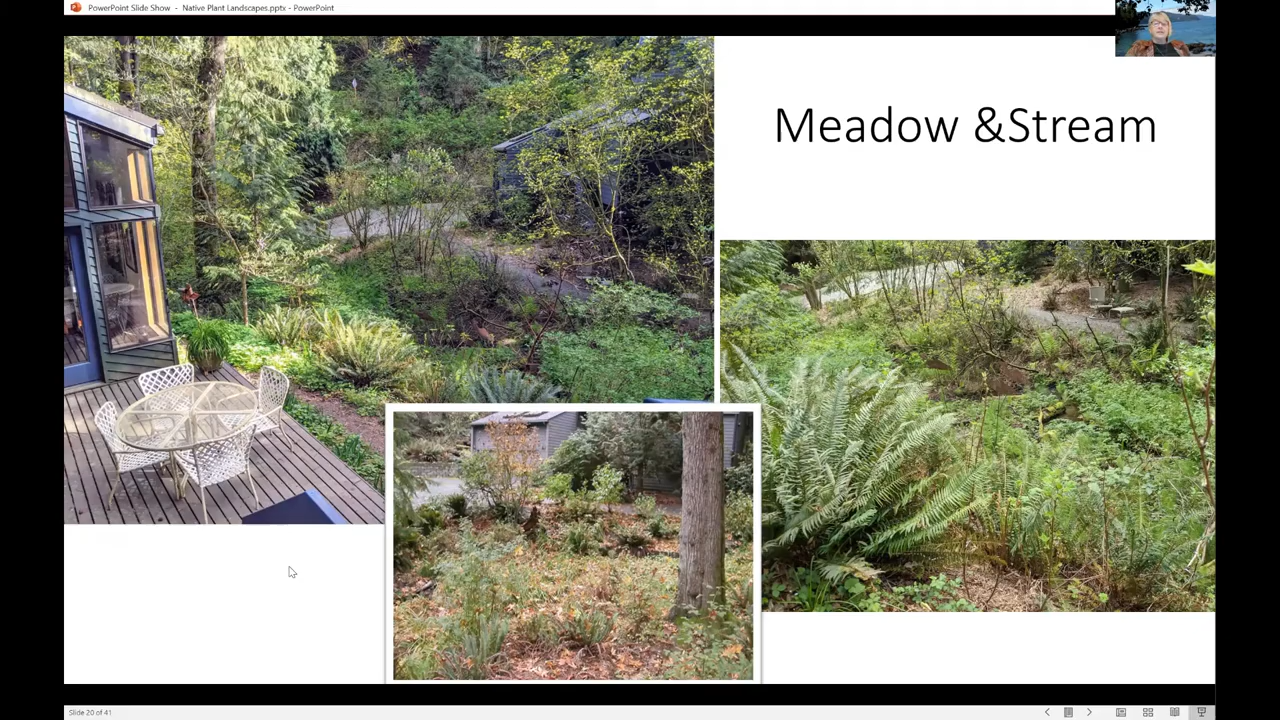 PowerPoint Slide Show - Native Plant Landscapes.pptx - PowerPoint
Meadow &Stream
Slide 20 of 41